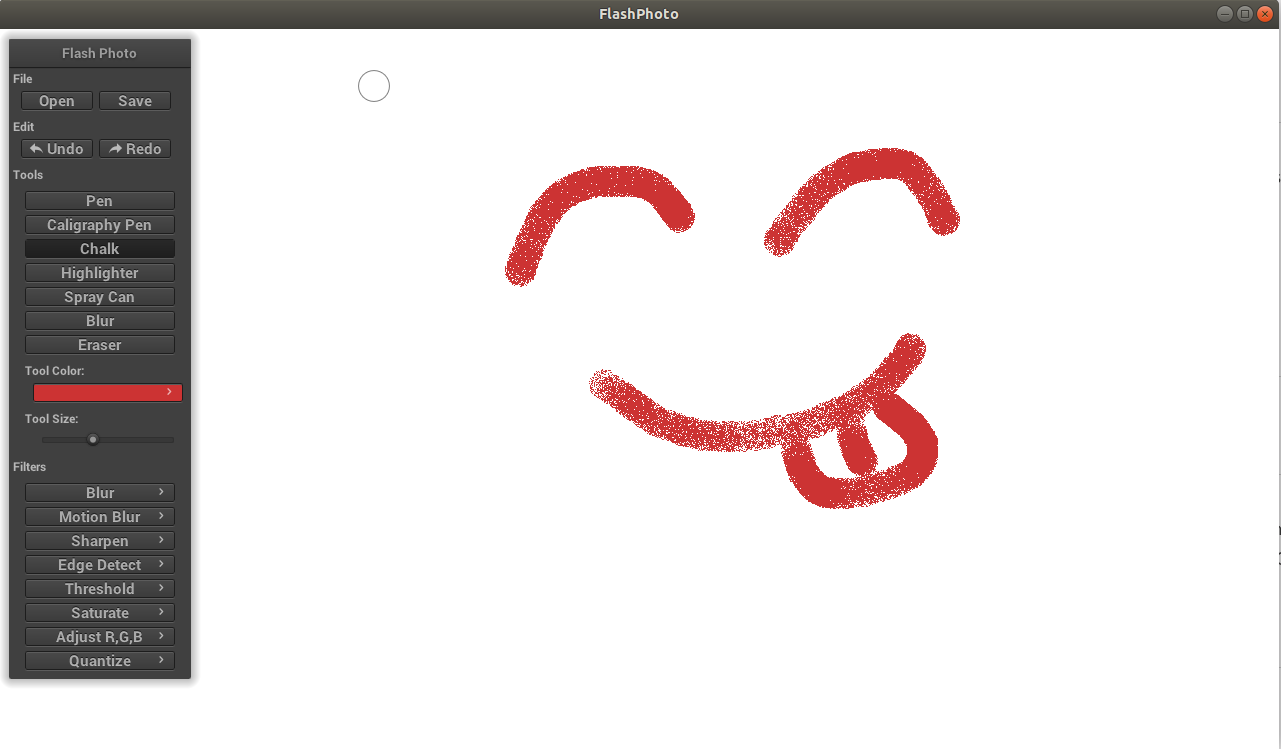 FlashPhoto
Flash Photo
File
Open Save
Edit
Undo Redo
Tools
Pen
Caligraphy Pen
Chalk
Highlighter
Spray Can
Blur
Eraser
Tool Color:
Tool Size:
Filters
Blur
Motion Blur
Sharpen
Edge Detect
Threshold
Saturate
Adjust R,G,B
Quantize